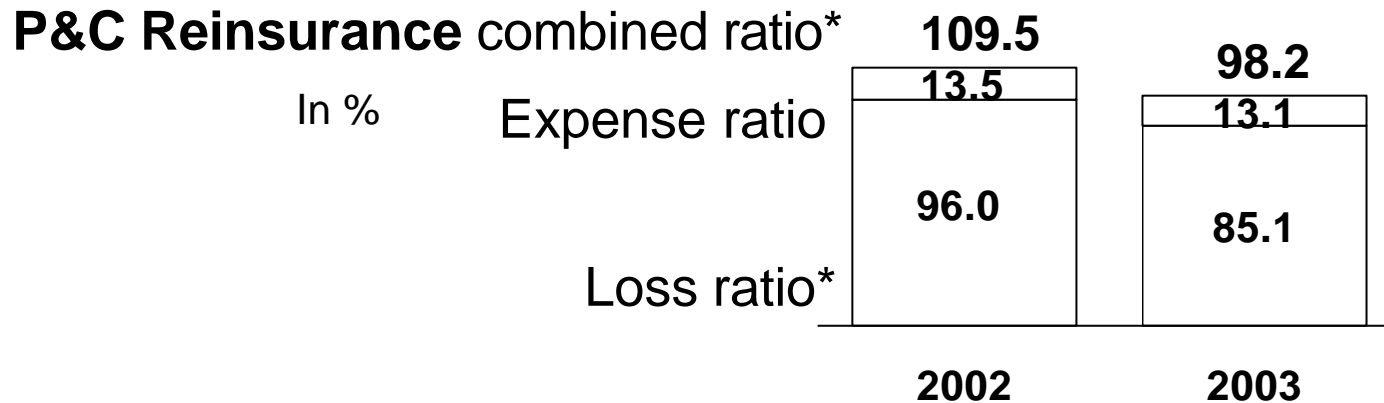 P&C Reinsurance combined ratio*
In %
109.5
98.2
Expense ratio
13.5
13.1
96.0
85.1
Loss ratio*
2002
2003